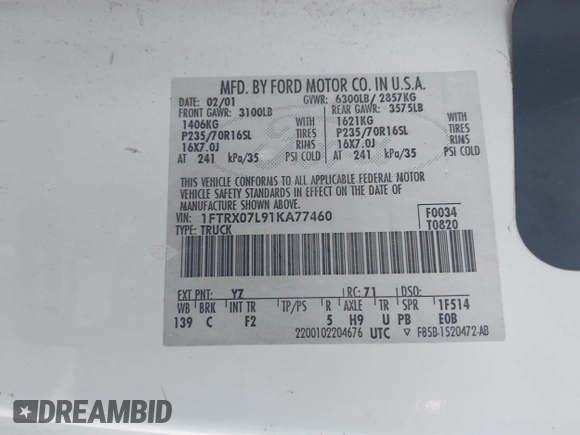 MFD. BY FORD MOTOR CO. IN U.S.A.
DATE: 02/01 GVWR: 6300LB/ 2857KG
FRONT GAWR: 3100LB REAR GAWR: 3575LB
1406KG WITH 1621KG WITH
P235/70R16SL TIRES P235/70R16SL TIRES
16X7.0J RIMS 16X7.0J RIMS
AT 241 kPa/35 PSI COLD AT 241 kPa/35 PSI COLD
THIS VEHICLE CONFORMS TO ALL APPLICABLE FEDERAL MOTOR
VEHICLE SAFETY STANDARDS IN EFFECT ON THE DATE OF
MANUFACTURE SHOWN ABOVE.
VIN: 1FTRX07L91KA77460 F0034
TYPE: TRUCK T0820
EXT PNT: YZ RC: 71 DSO:
WB BRK INT TR TP/PS R AXLE TR SPR 1F514
139 C F2 5 H9 U PB E0B
2200102204676 UTC F85B-1520472-AB
DREAMBID